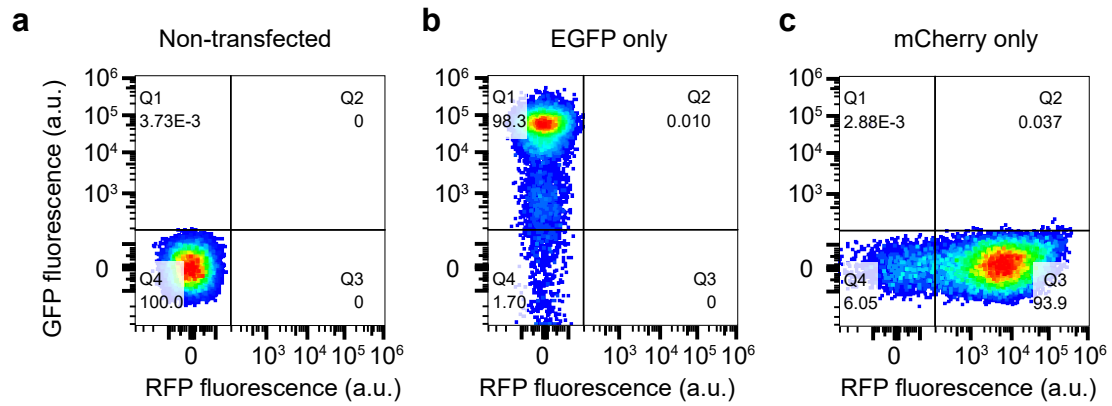 a
Non-transfected
GFP fluorescence (a.u.)
10⁶
10⁵
10⁴
10³
0
Q1
3.73E-3
Q2
0
Q4
100.0
Q3
0
0
10³ 10⁴ 10⁵ 10⁶
RFP fluorescence (a.u.)
b
EGFP only
10⁶
10⁵
10⁴
10³
0
Q1
98.3
Q2
0.010
Q4
1.70
Q3
0
0
10³ 10⁴ 10⁵ 10⁶
RFP fluorescence (a.u.)
c
mCherry only
10⁶
10⁵
10⁴
10³
0
Q1
2.88E-3
Q2
0.037
Q4
6.05
Q3
93.9
0
10³ 10⁴ 10⁵ 10⁶
RFP fluorescence (a.u.)